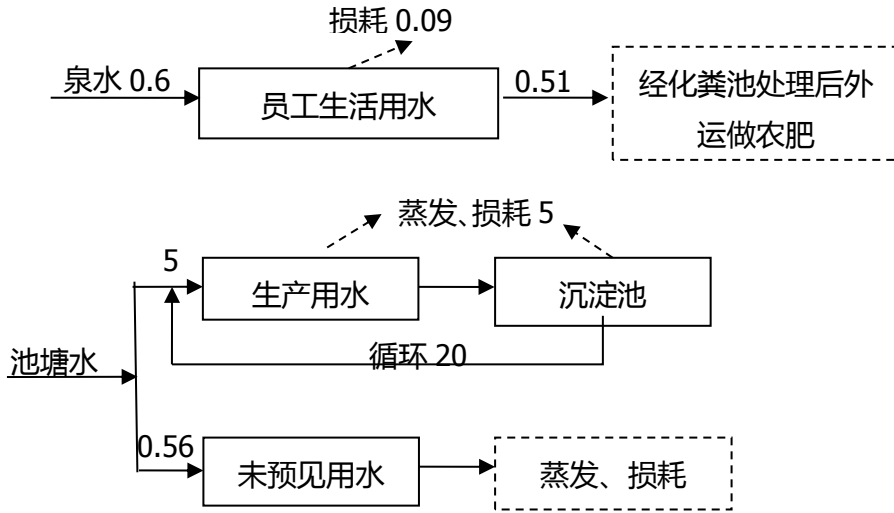 损耗 0.09
泉水 0.6
员工生活用水
0.51
经化粪池处理后外
运做农肥
蒸发、损耗 5
5
生产用水
沉淀池
循环 20
池塘水
0.56
未预见用水
蒸发、损耗